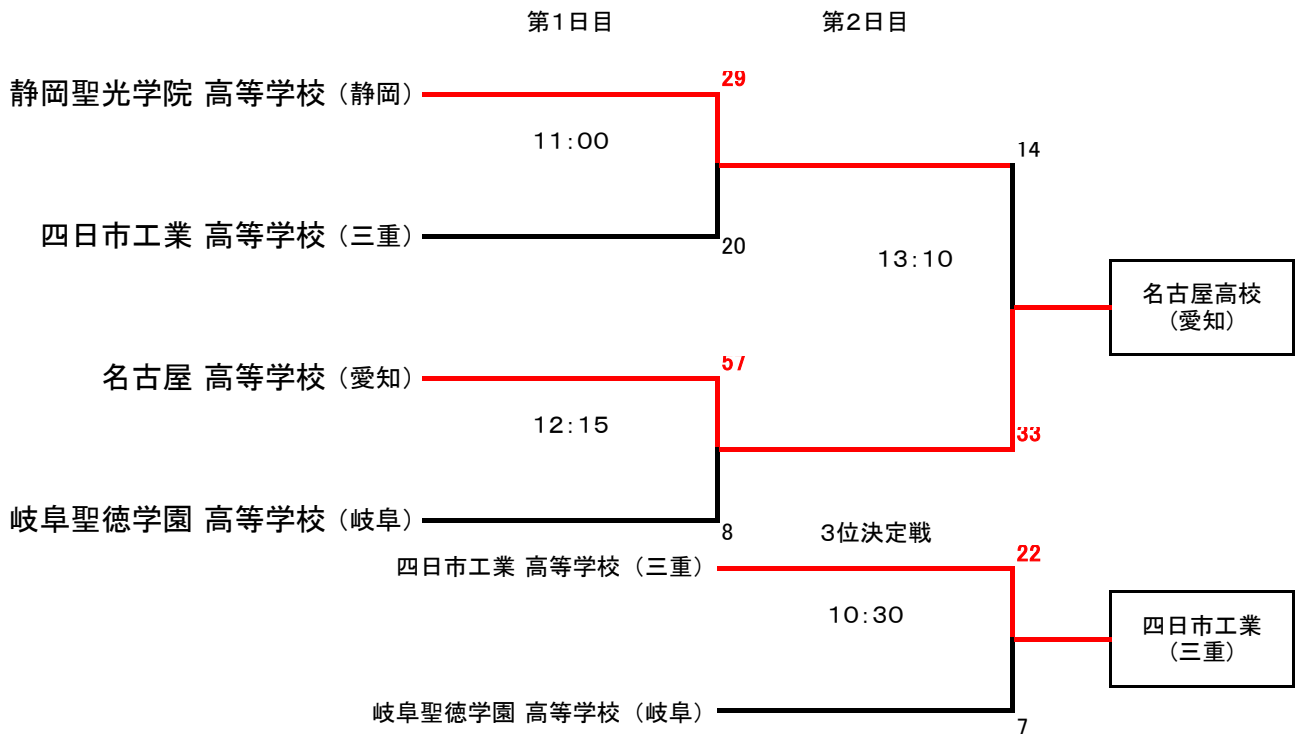 第1日目 第2日目
静岡聖光学院 高等学校 (静岡)
29
11:00
14
四日市工業 高等学校 (三重)
20
13:10
名古屋高校
(愛知)
名古屋 高等学校 (愛知)
57
12:15
33
岐阜聖徳学園 高等学校 (岐阜)
8
3位決定戦
四日市工業 高等学校 (三重)
22
10:30
四日市工業
(三重)
岐阜聖徳学園 高等学校 (岐阜)
7